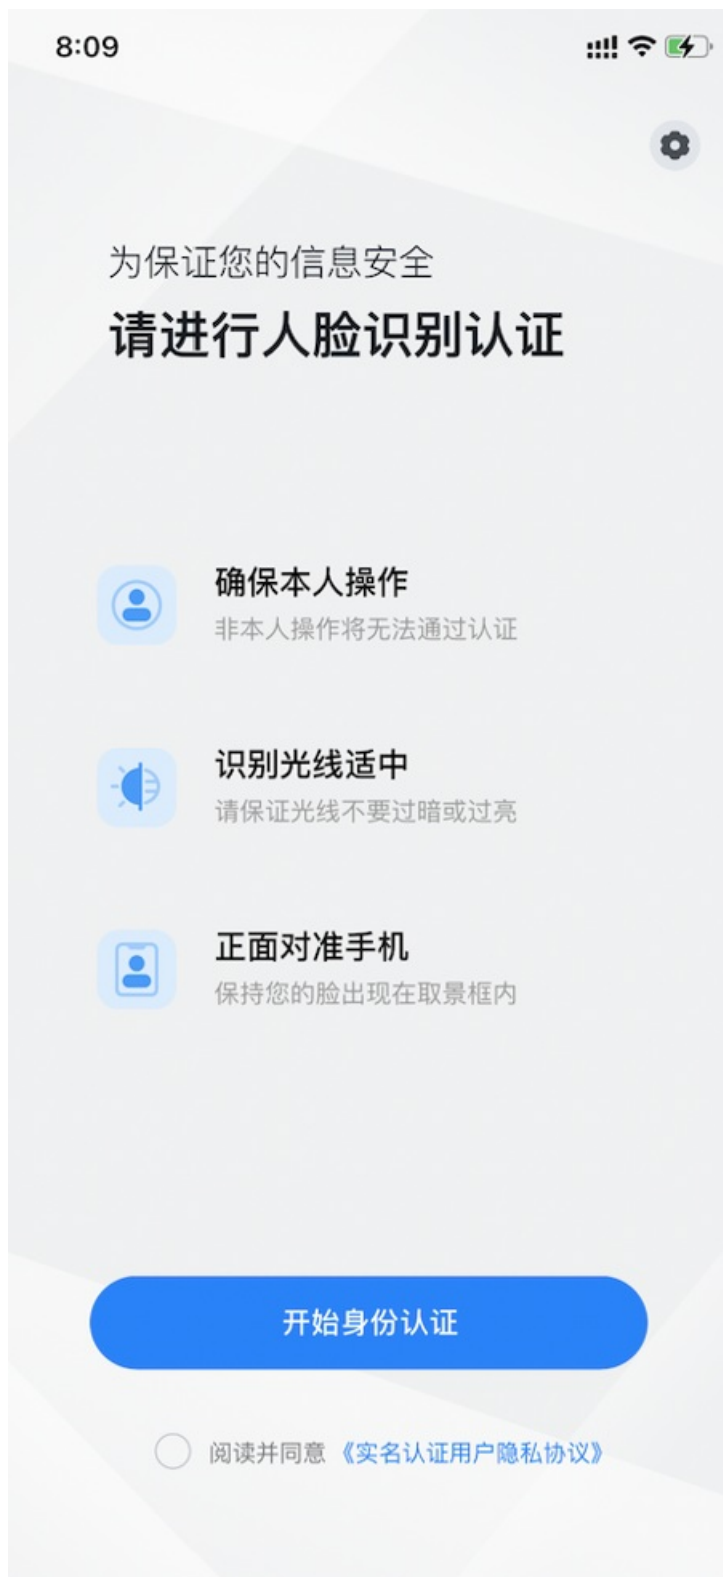 8:09
为保证您的信息安全
请进行人脸识别认证
确保本人操作
非本人操作将无法通过认证
识别光线适中
请保证光线不要过暗或过亮
正面对准手机
保持您的脸出现在取景框内
开始身份认证
阅读并同意《实名认证用户隐私协议》